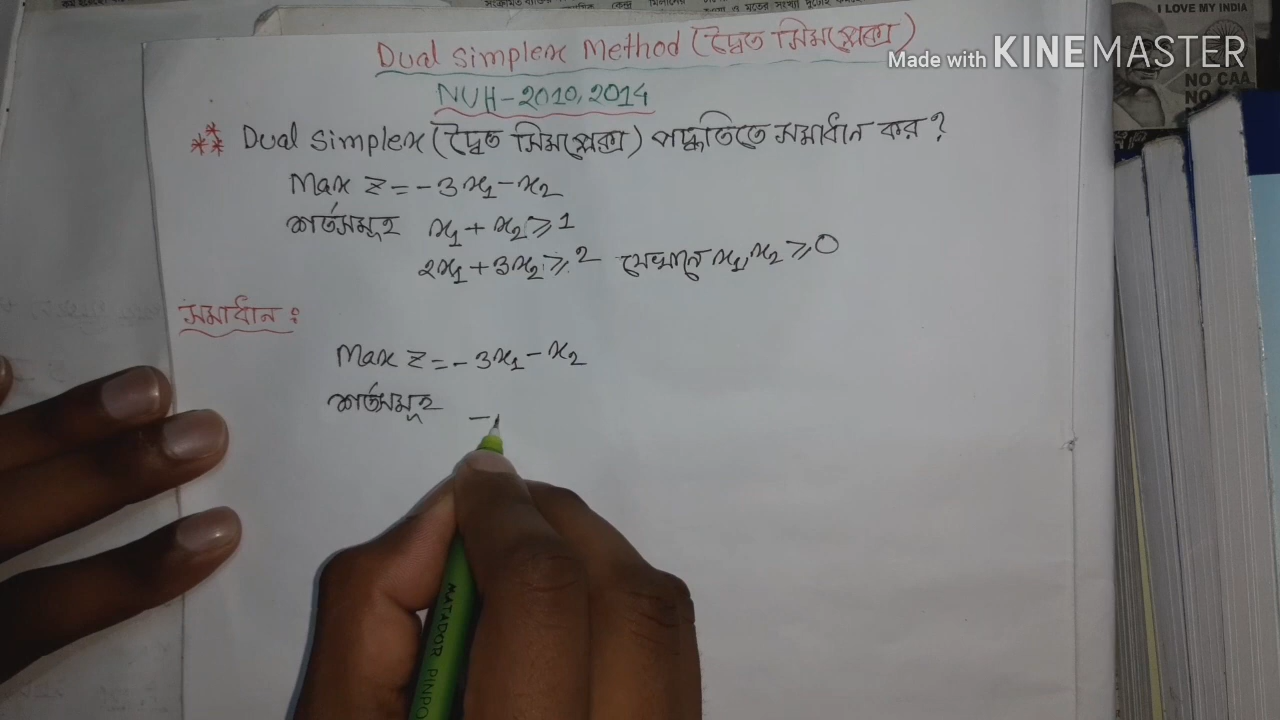 I LOVE MY INDIA
Made with KINEMASTER
NO CAA
Dual Simplex Method (দ্বৈত সিমপ্লেক্স)
NUH-2010,2014
Dual Simplex (দ্বৈত সিমপ্লেক্স) পদ্ধতিতে সমাধান কর?
Max Z = -3x₁ - x₂
শর্তসমূহ x₁ + x₂ ≥ 1
2x₁ + 3x₂ ≥ 2 যেখানে x₁, x₂ ≥ 0
সমাধান:
Max Z = -3x₁ - x₂
শর্তসমূহ -
MATADOR PINPO